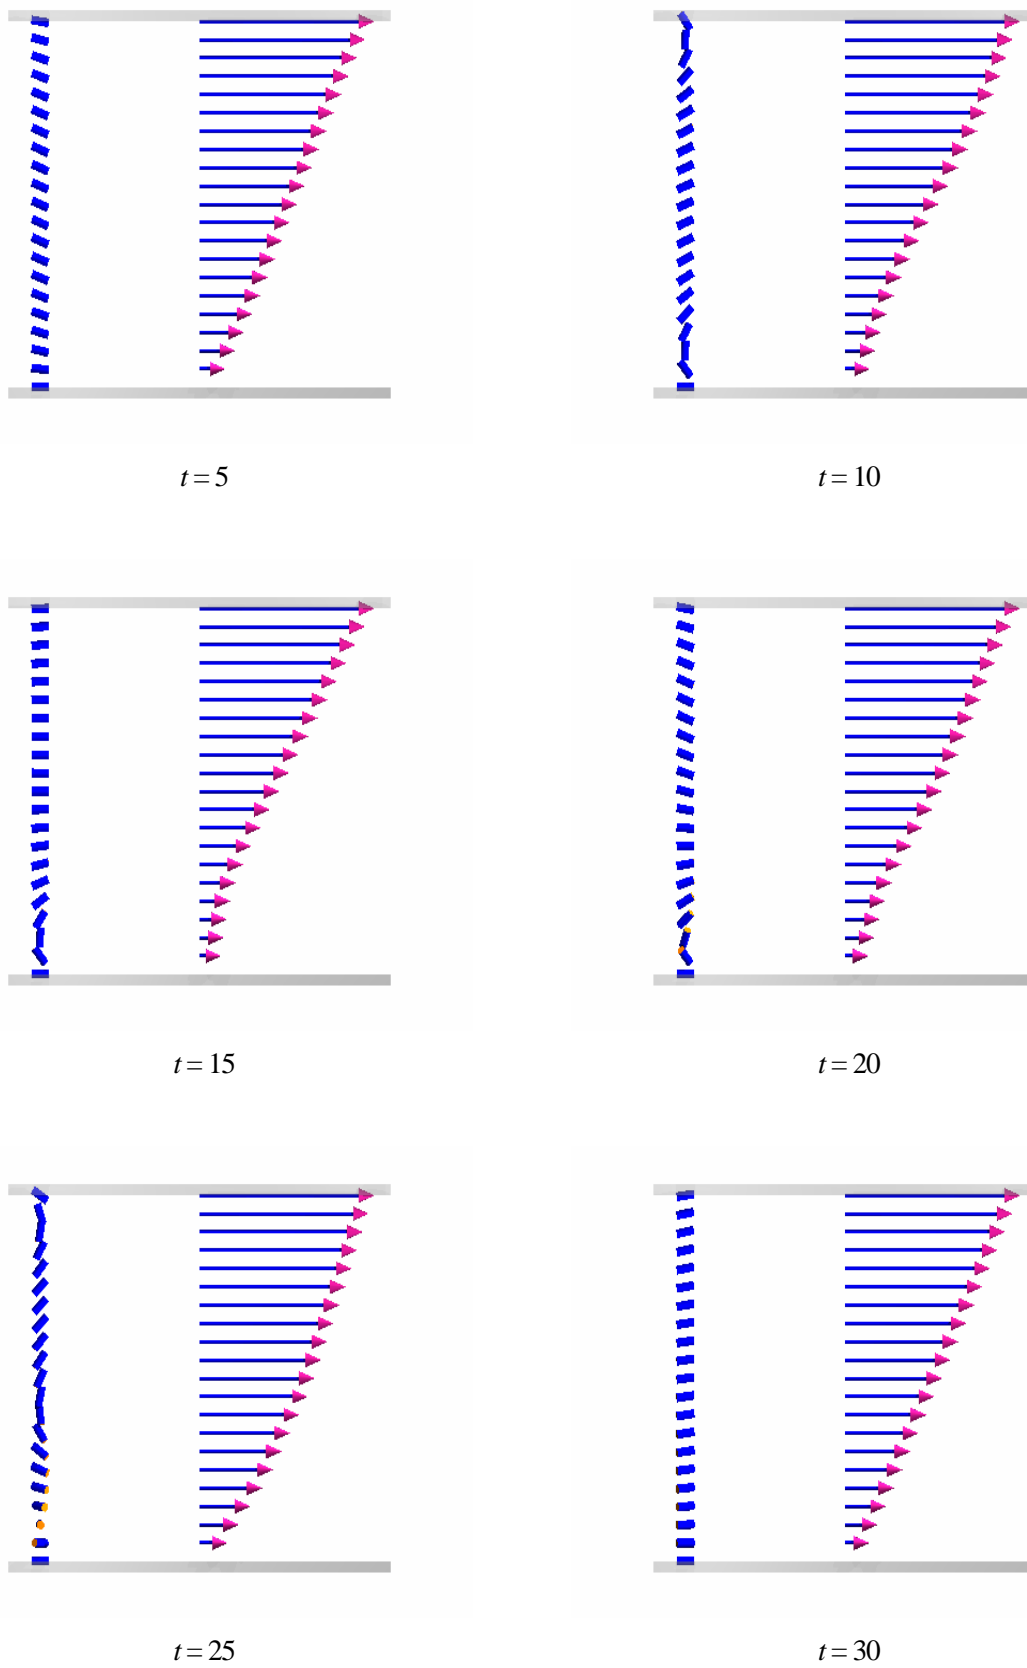 t = 5
t = 10
t = 15
t = 20
t = 25
t = 30